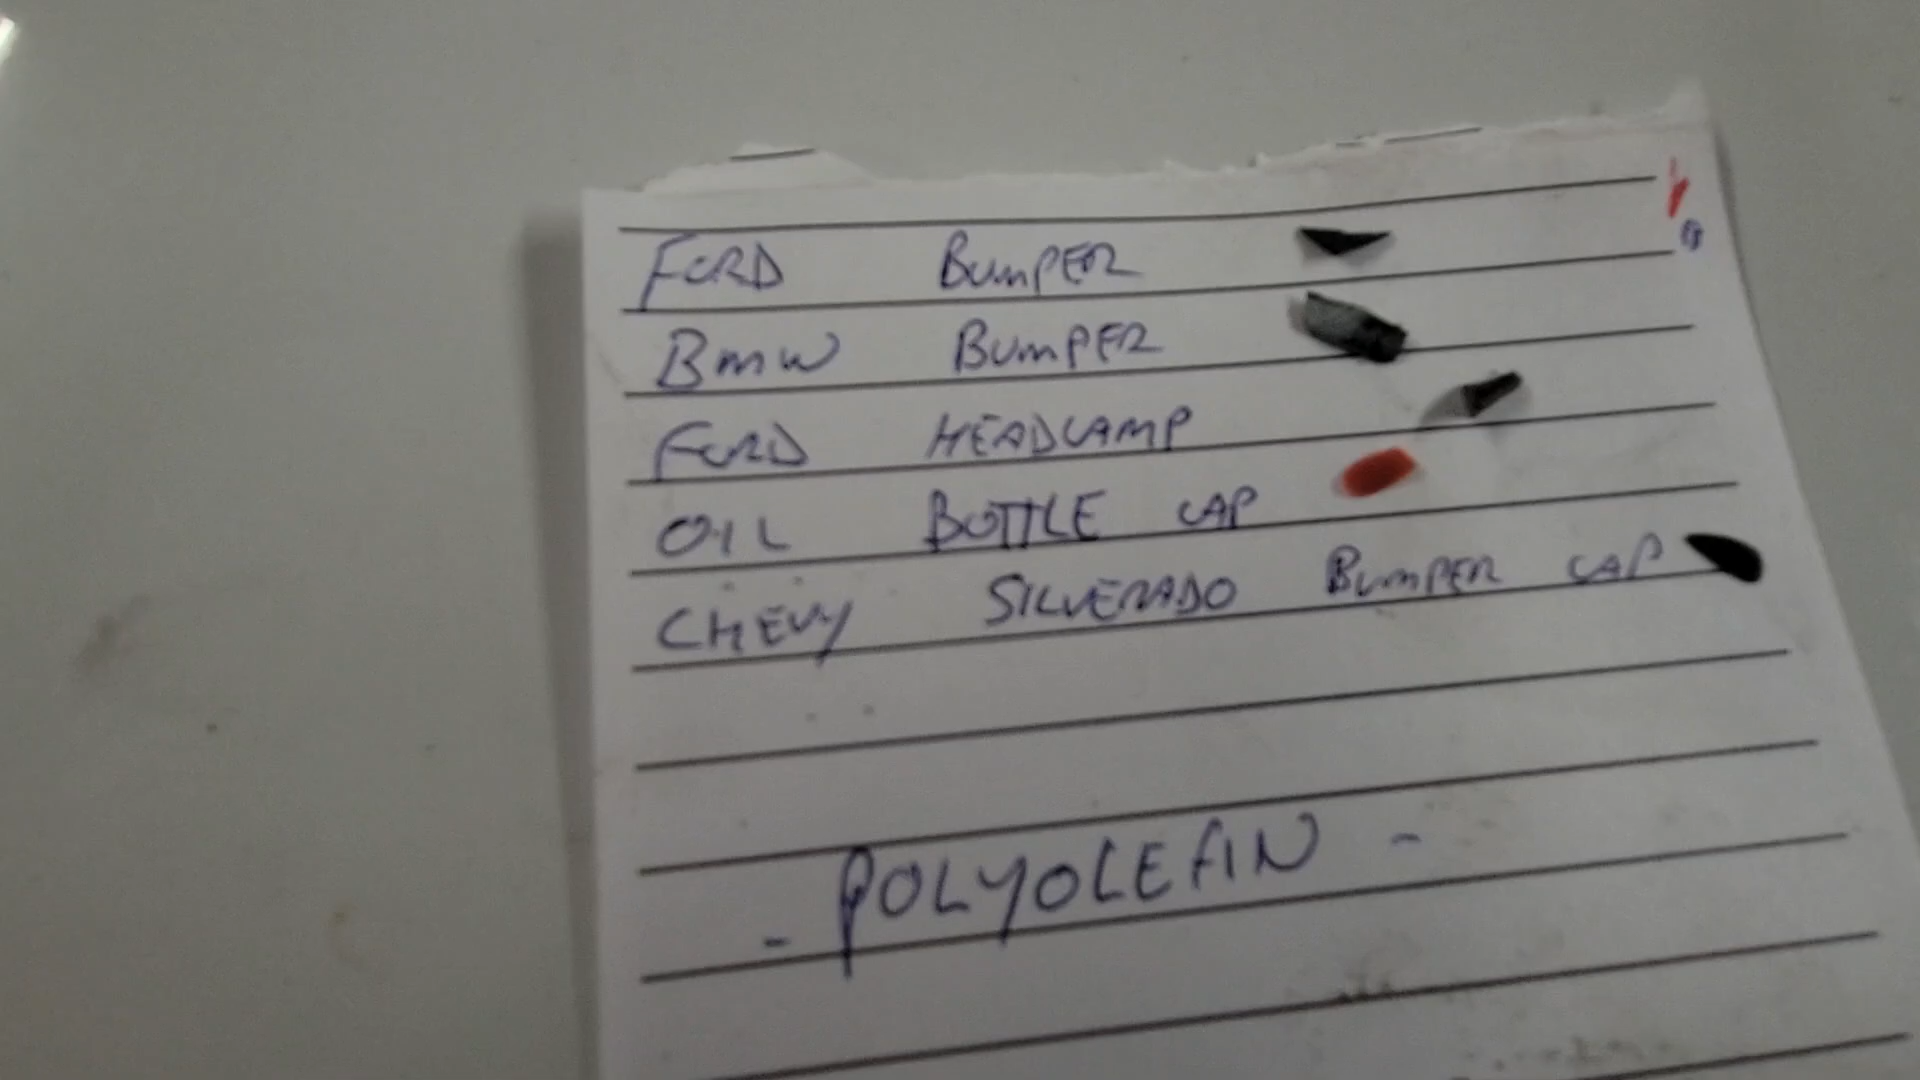 FORD BUMPER
BMW BUMPER
FORD HEADLAMP
OIL BOTTLE CAP
CHEVY SILVERADO BUMPER CAP
- POLYOLEFIN -